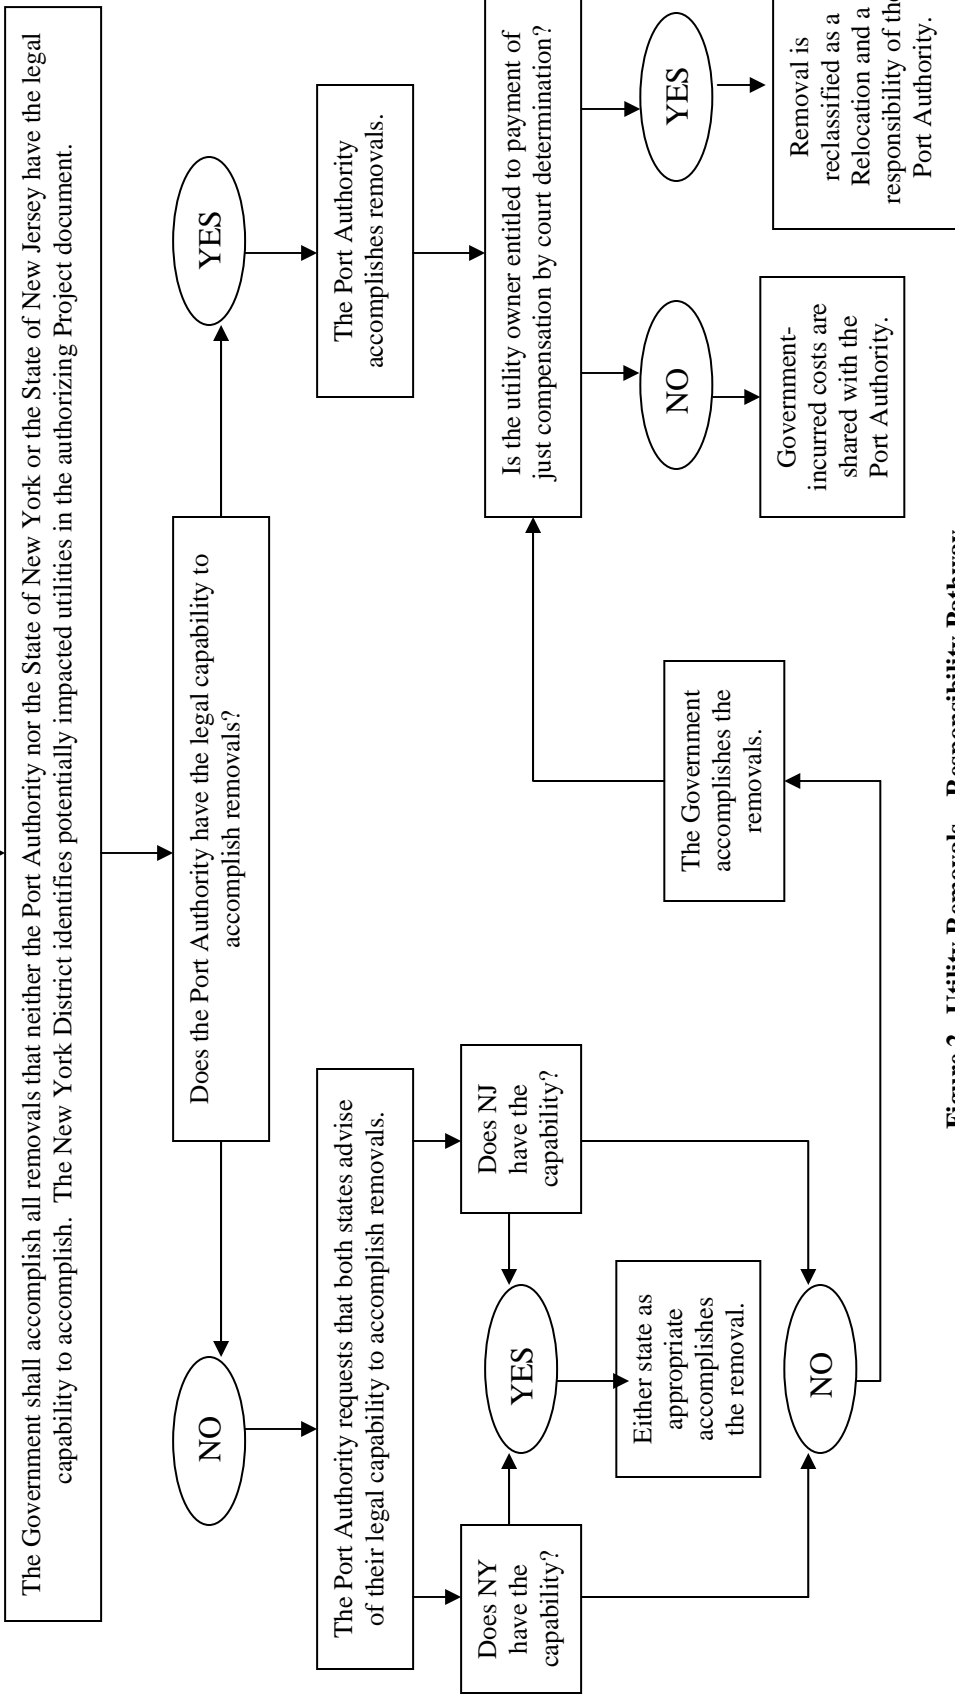 The Government shall accomplish all removals that neither the Port Authority nor the State of New York or the State of New Jersey have the legal
capability to accomplish.  The New York District identifies potentially impacted utilities in the authorizing Project document.
Does the Port Authority have the legal capability to
accomplish removals?
NO
YES
The Port Authority requests that both states advise
of their legal capability to accomplish removals.
The Port Authority
accomplishes removals.
Does NY
have the
capability?
Does NJ
have the
capability?
YES
Either state as
appropriate
accomplishes
the removal.
NO
The Government
accomplishes the
removals.
Is the utility owner entitled to payment of
just compensation by court determination?
NO
YES
Government-
incurred costs are
shared with the
Port Authority.
Removal is
reclassified as a
Relocation and a
responsibility of the
Port Authority.
Figure 2. Utility Removals – Responsibility Pathway